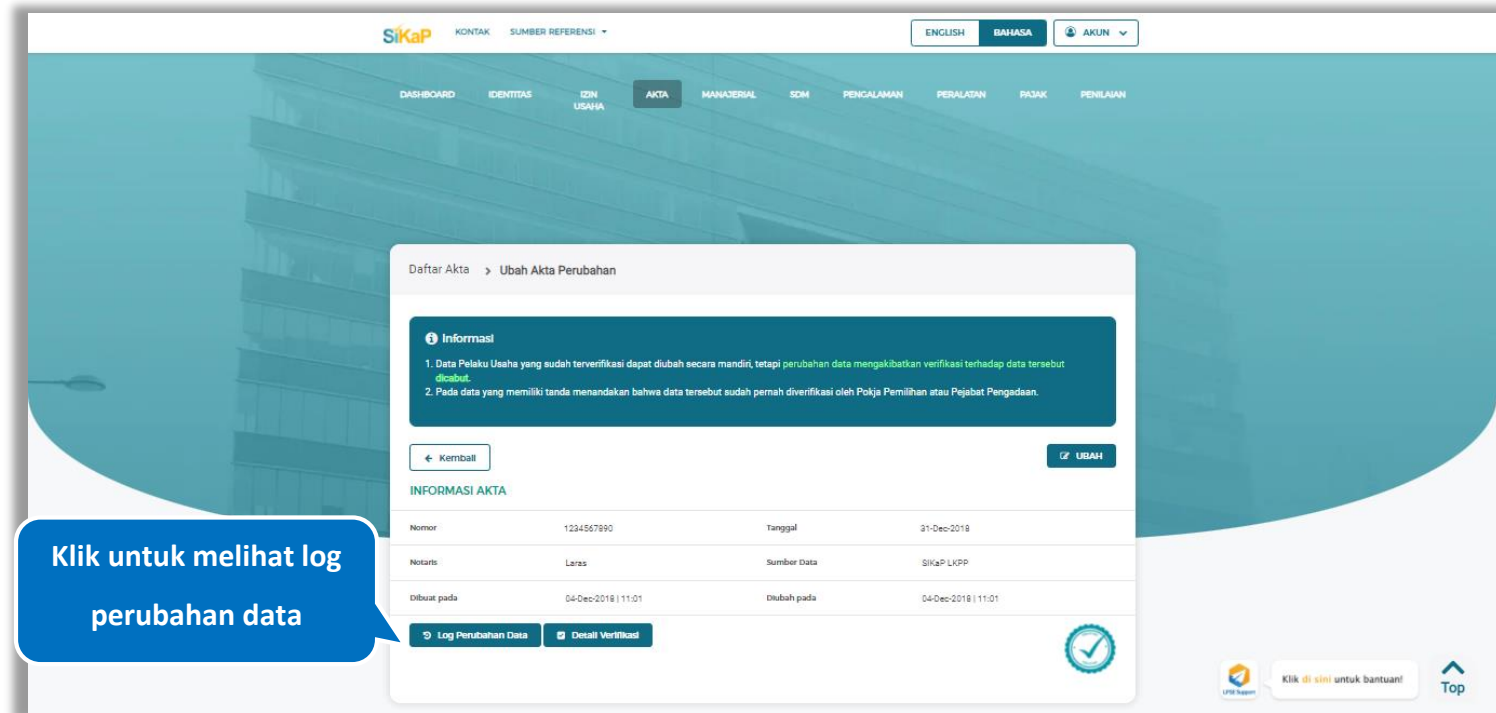 SiKaP KONTAK SUMBER REFERENSI ENGLISH BAHASA AKUN
DASHBOARD IDENTITAS IZIN USAHA AKTA MANAJERIAL SDM PENGALAMAN PERALATAN PAJAK PENILAIAN
Daftar Akta > Ubah Akta Perubahan
Informasi
1. Data Pelaku Usaha yang sudah terverifikasi dapat diubah secara mandiri, tetapi perubahan data mengakibatkan verifikasi terhadap data tersebut
dicabut.
2. Pada data yang memiliki tanda menandakan bahwa data tersebut sudah pernah diverifikasi oleh Pokja Pemilihan atau Pejabat Pengadaan.
Kembali UBAH
INFORMASI AKTA
Nomor 1234567890 Tanggal 31-Dec-2018
Notaris Laras Sumber Data SIKaP LKPP
Dibuat pada 04-Dec-2018 | 11:01 Diubah pada 04-Dec-2018 | 11:01
Log Perubahan Data Detail Verifikasi
Klik untuk melihat log
perubahan data
LPSE Support Klik di sini untuk bantuan! Top